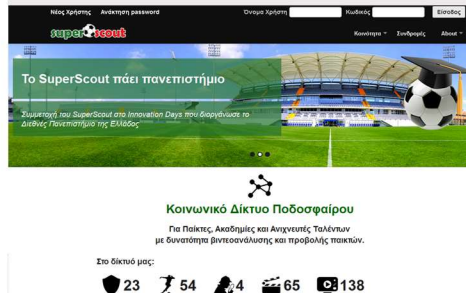 Νέος Χρήστης Ανάκτηση password Όνομα Χρήστη Κωδικός Είσοδος
superscout Κοινότητα Συνδρομές About
Το SuperScout πάει πανεπιστήμιο
Συμμετοχή του SuperScout στο Innovation Days που διοργάνωσε το
Διεθνές Πανεπιστήμιο της Ελλάδος
Κοινωνικό Δίκτυο Ποδοσφαίρου
Για Παίκτες, Ακαδημίες και Ανιχνευτές Ταλέντων
με δυνατότητα βιντεοανάλυσης και προβολής παικτών.
Στο δίκτυό μας:
23 54 4 65 138